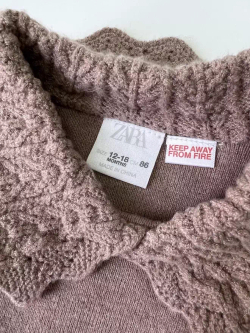 ZARA
12-18
MONTHS
86
MADE IN CHINA
KEEP AWAY
FROM FIRE